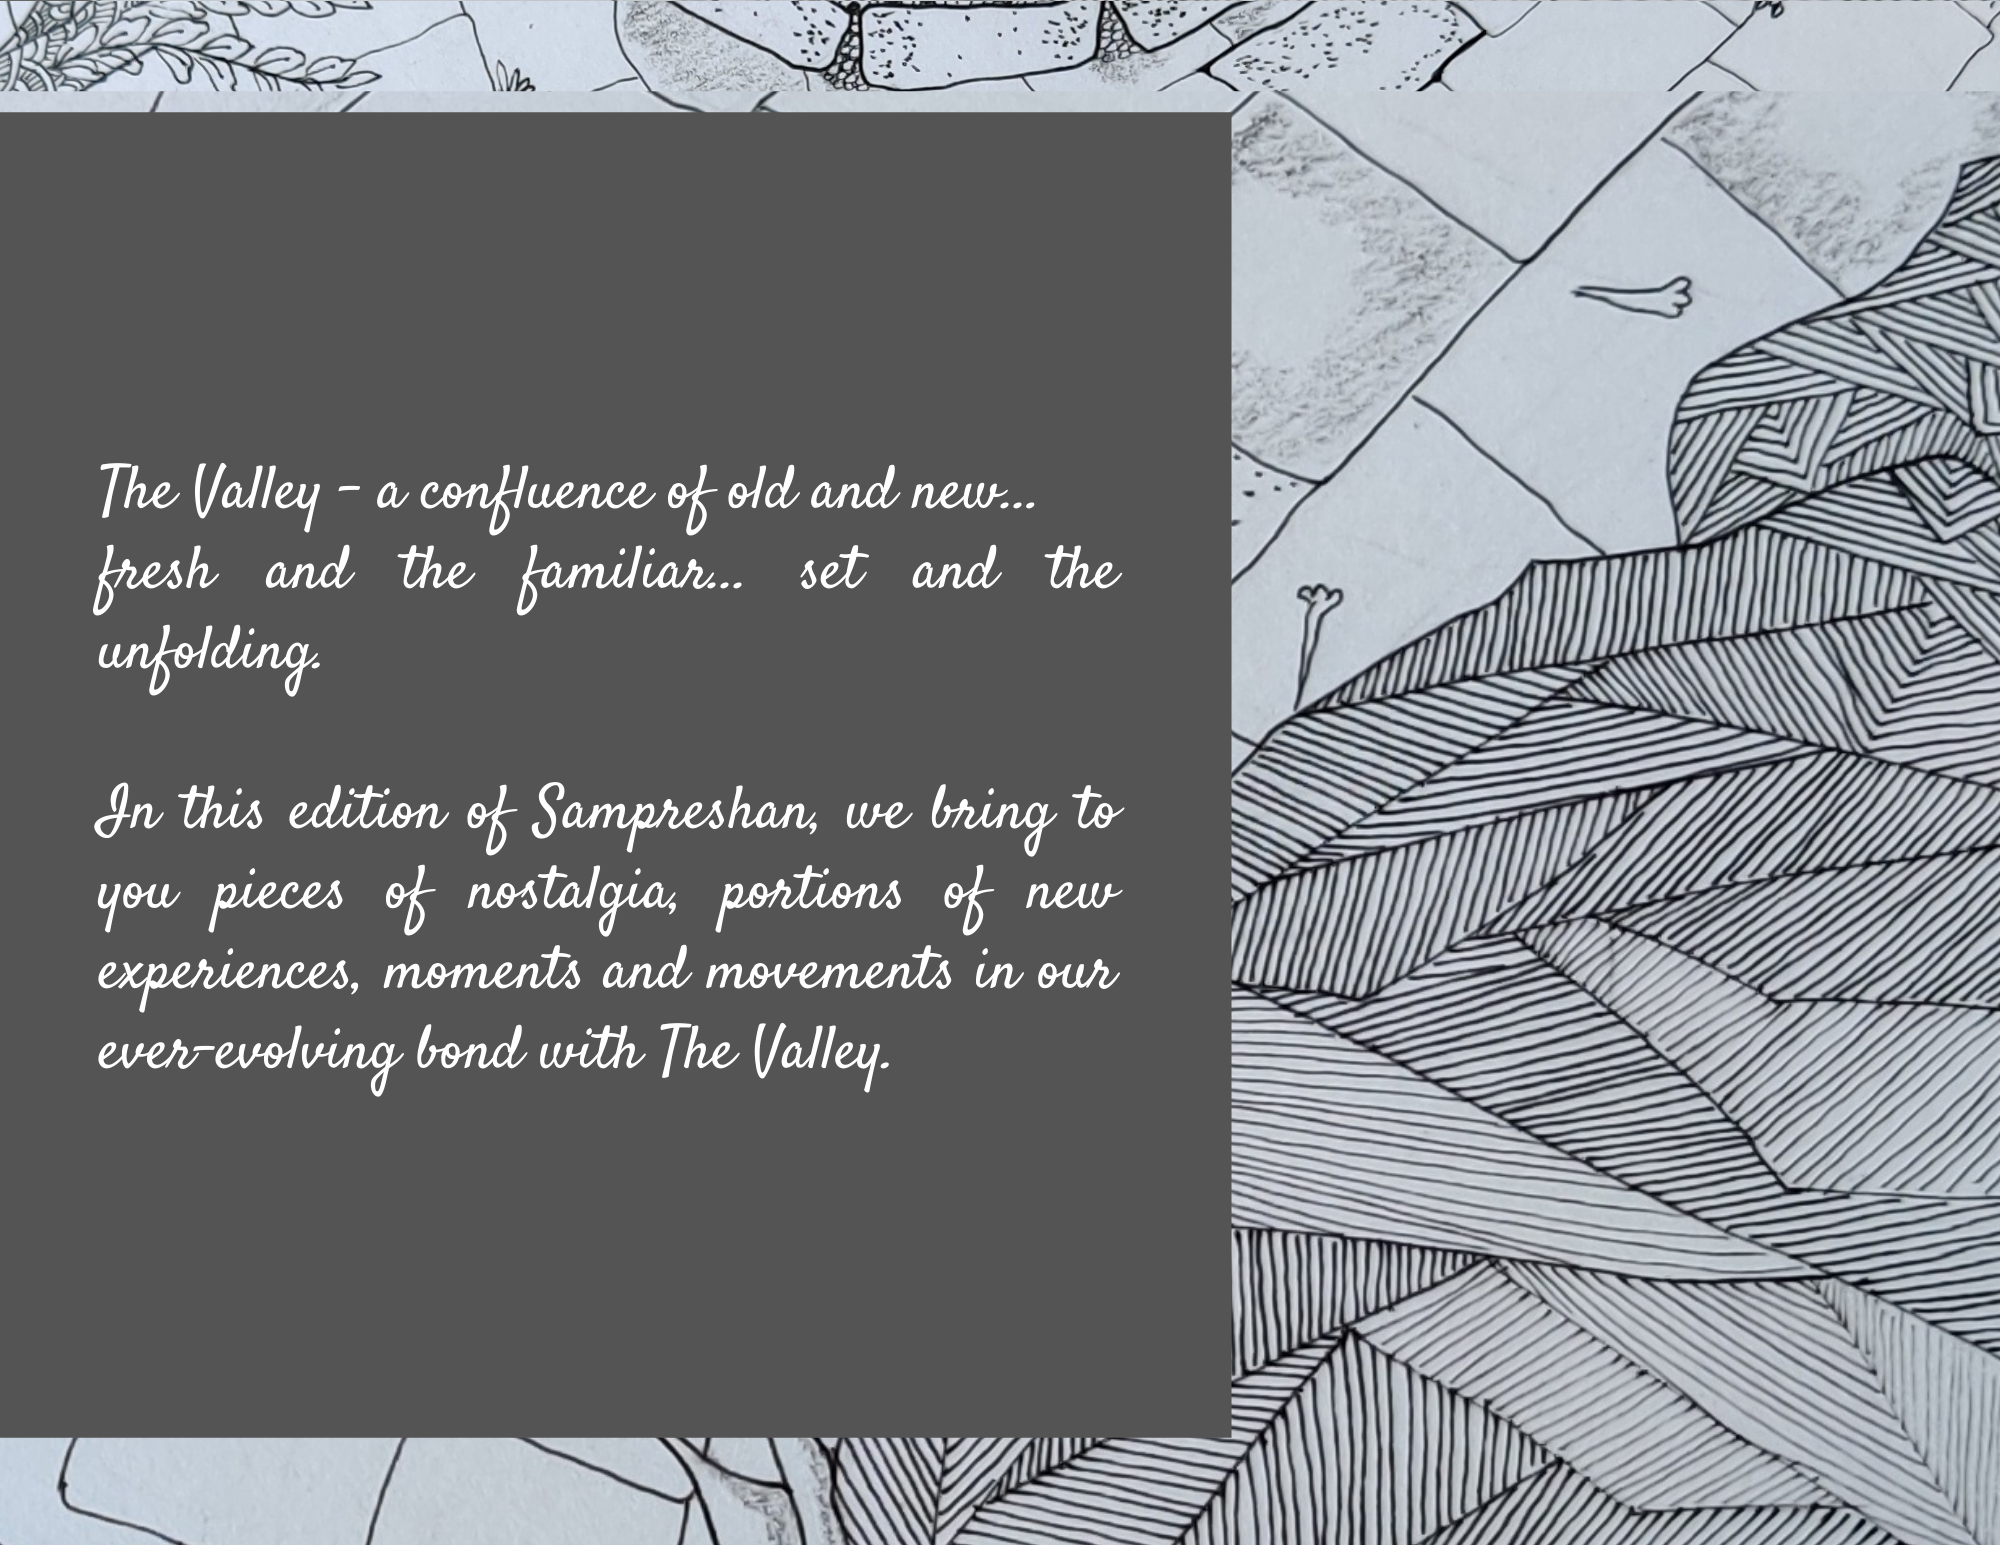 The Valley - a confluence of old and new...
fresh and the familiar... set and the
unfolding.
In this edition of Sampreshan, we bring to
you pieces of nostalgia, portions of new
experiences, moments and movements in our
ever-evolving bond with The Valley.